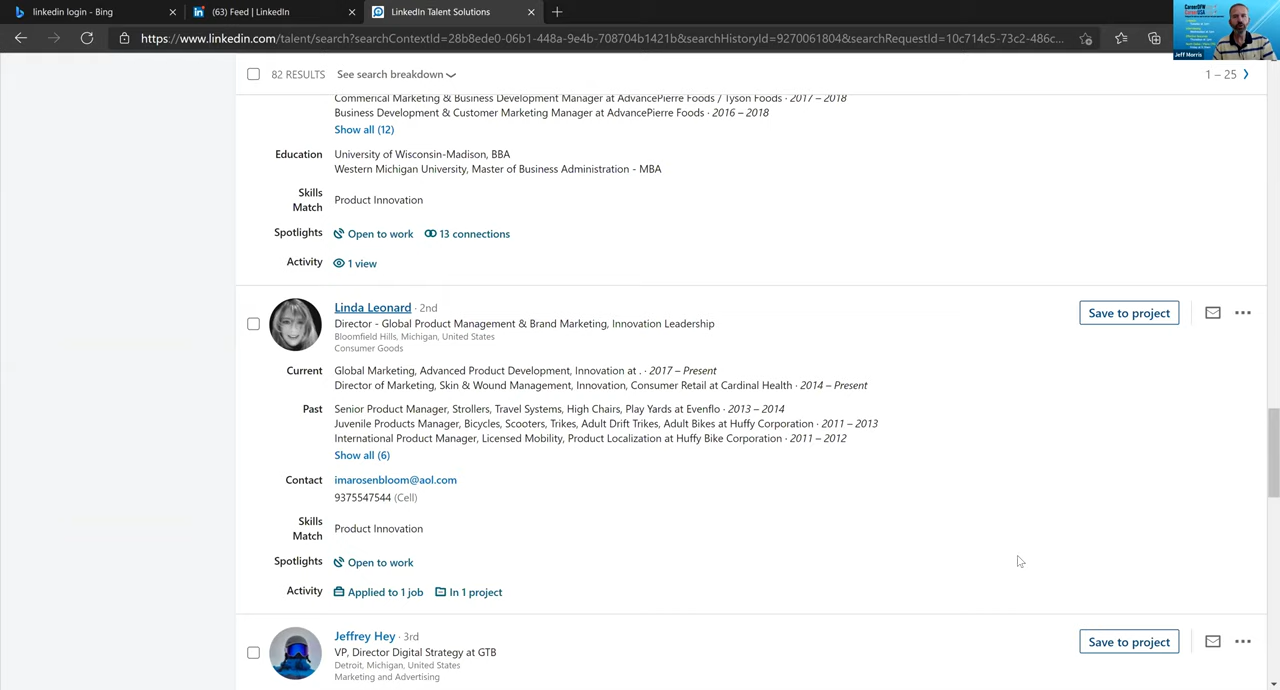 linkedin login - Bing
(63) Feed | LinkedIn
LinkedIn Talent Solutions
https://www.linkedin.com/talent/search?searchContextId=28b8ede0-06b1-448a-9e4b-708704b1421b&searchHistoryId=9270061804&searchRequestId=10c714c5-73c2-486c...
CareerDFW
CareerUSA
Jeff Morris
82 RESULTS See search breakdown
1 – 25
Commerical Marketing & Business Development Manager at AdvancePierre Foods / Tyson Foods · 2017 – 2018
Business Development & Customer Marketing Manager at AdvancePierre Foods · 2016 – 2018
Show all (12)
Education University of Wisconsin-Madison, BBA
Western Michigan University, Master of Business Administration - MBA
Skills
Match
Product Innovation
Spotlights Open to work 13 connections
Activity 1 view
Linda Leonard · 2nd
Save to project
Director - Global Product Management & Brand Marketing, Innovation Leadership
Bloomfield Hills, Michigan, United States
Consumer Goods
Current Global Marketing, Advanced Product Development, Innovation at . · 2017 – Present
Director of Marketing, Skin & Wound Management, Innovation, Consumer Retail at Cardinal Health · 2014 – Present
Past Senior Product Manager, Strollers, Travel Systems, High Chairs, Play Yards at Evenflo · 2013 – 2014
Juvenile Products Manager, Bicycles, Scooters, Trikes, Adult Drift Trikes, Adult Bikes at Huffy Corporation · 2011 – 2013
International Product Manager, Licensed Mobility, Product Localization at Huffy Bike Corporation · 2011 – 2012
Show all (6)
Contact imarosenbloom@aol.com
9375547544 (Cell)
Skills
Match
Product Innovation
Spotlights Open to work
Activity Applied to 1 job In 1 project
Jeffrey Hey · 3rd
Save to project
VP, Director Digital Strategy at GTB
Detroit, Michigan, United States
Marketing and Advertising